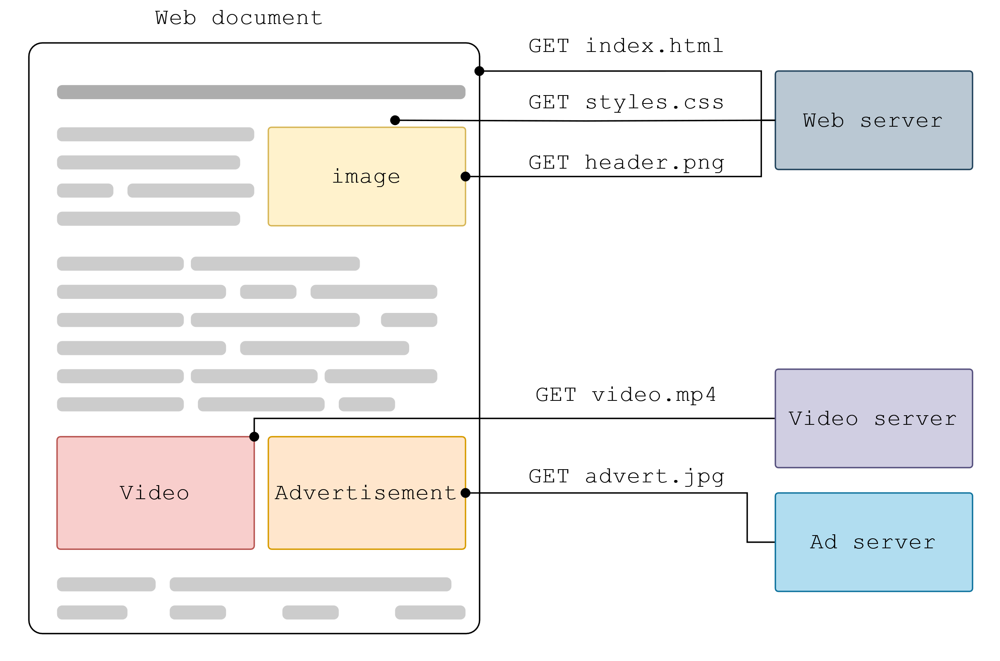 Web document
GET index.html
GET styles.css
Web server
GET header.png
image
GET video.mp4
Video server
GET advert.jpg
Video
Advertisement
Ad server